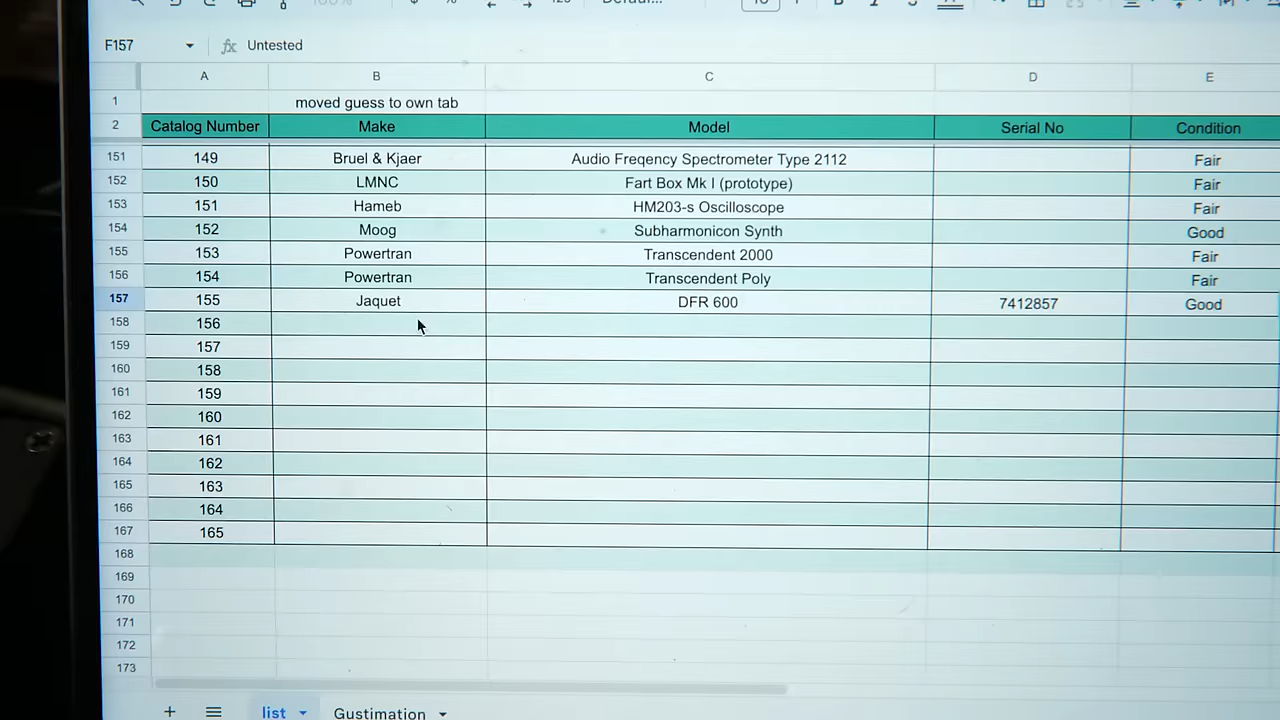 F157 fx Untested
A B C D E
1 moved guess to own tab
2 Catalog Number Make Model Serial No Condition
151 149 Bruel & Kjaer Audio Freqency Spectrometer Type 2112 Fair
152 150 LMNC Fart Box Mk I (prototype) Fair
153 151 Hameb HM203-s Oscilloscope Fair
154 152 Moog Subharmonicon Synth Good
155 153 Powertran Transcendent 2000 Fair
156 154 Powertran Transcendent Poly Fair
157 155 Jaquet DFR 600 7412857 Good
158 156
159 157
160 158
161 159
162 160
163 161
164 162
165 163
166 164
167 165
168
169
170
171
172
173
+ list Gustimation